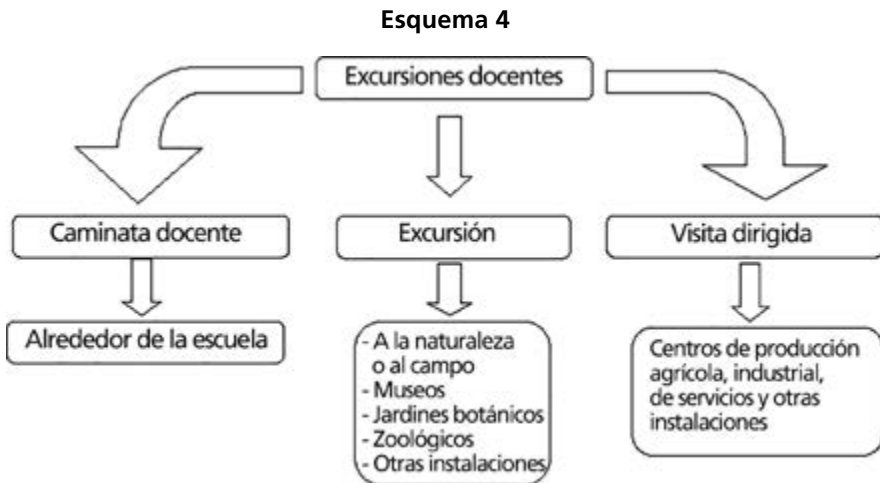 Esquema 4
Excursiones docentes
Caminata docente
Excursión
Visita dirigida
Alrededor de la escuela
- A la naturaleza
o al campo
- Museos
- Jardines botánicos
- Zoológicos
- Otras instalaciones
Centros de producción
agrícola, industrial,
de servicios y otras
instalaciones